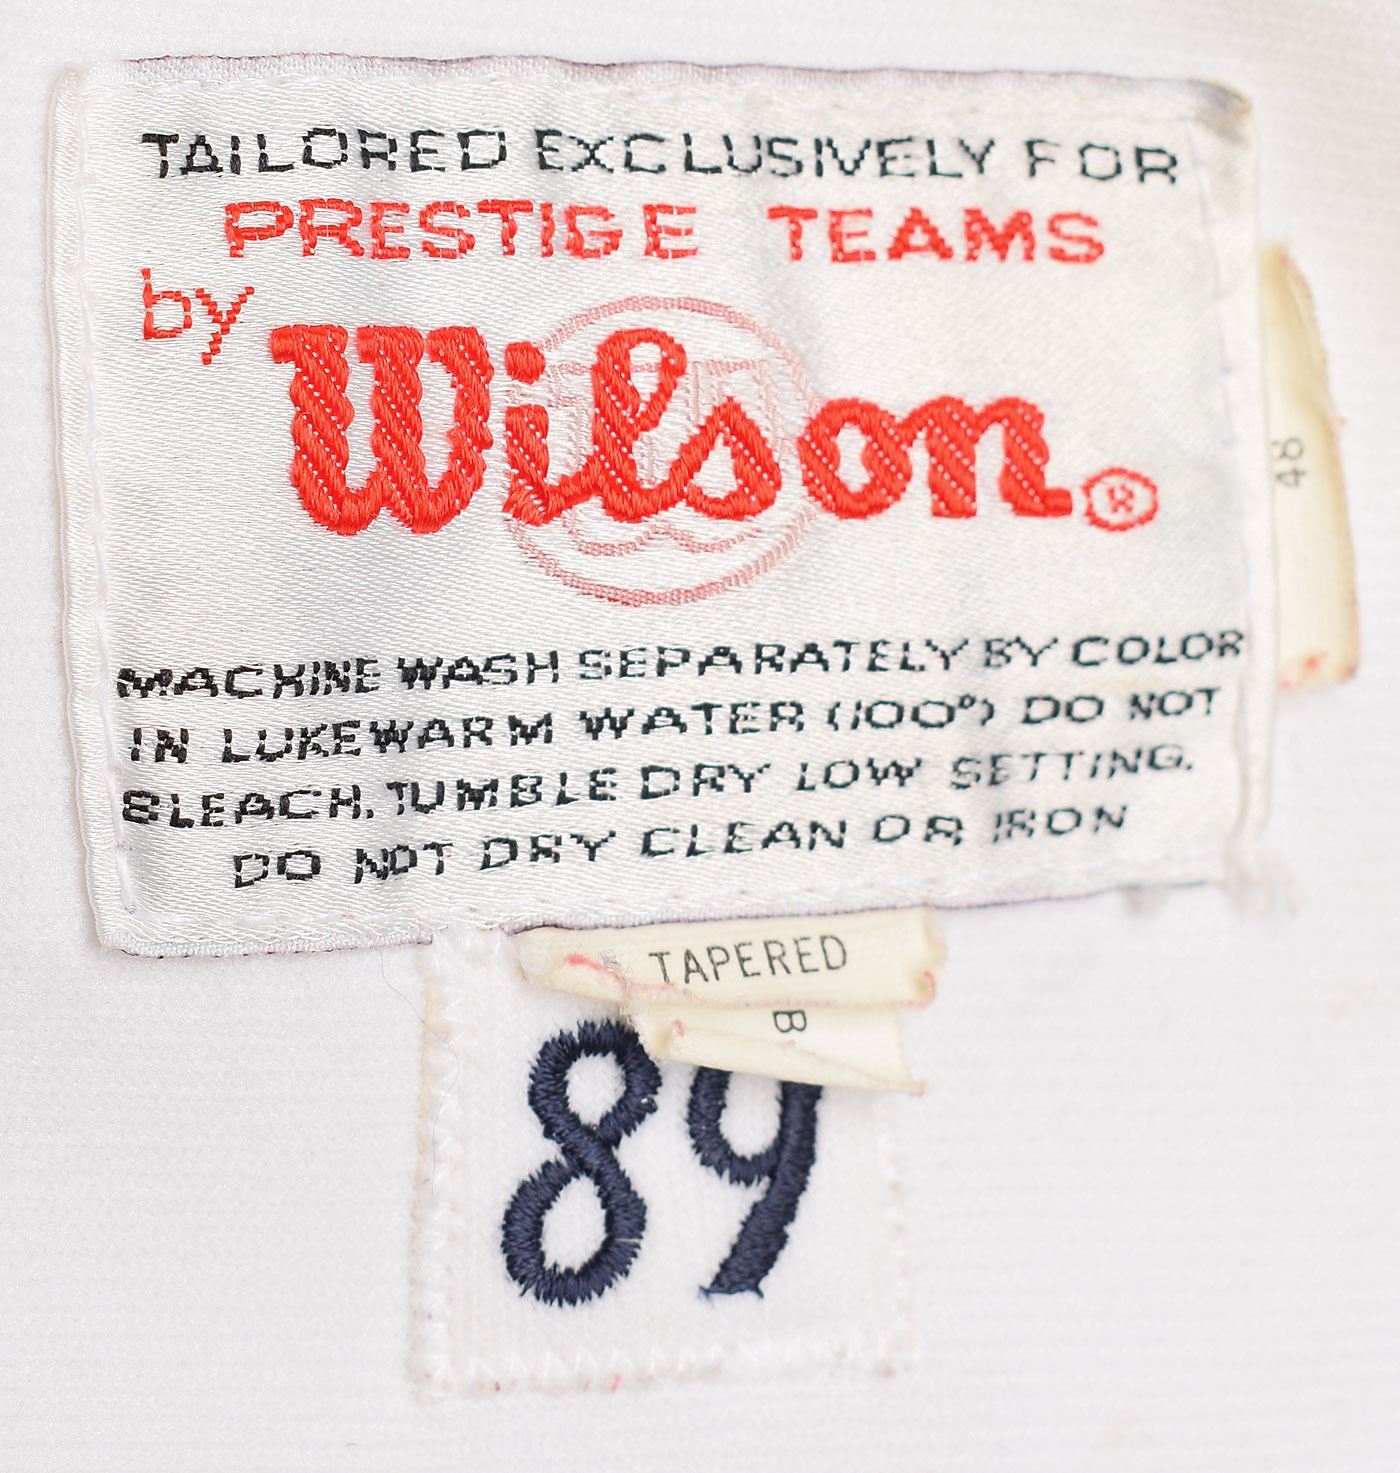 TAILORED EXCLUSIVELY FOR
PRESTIGE TEAMS
by Wilson®
MACHINE WASH SEPARATELY BY COLOR
IN LUKEWARM WATER (100°) DO NOT
BLEACH. TUMBLE DRY LOW SETTING.
DO NOT DRY CLEAN OR IRON
48
TAPERED
B
89